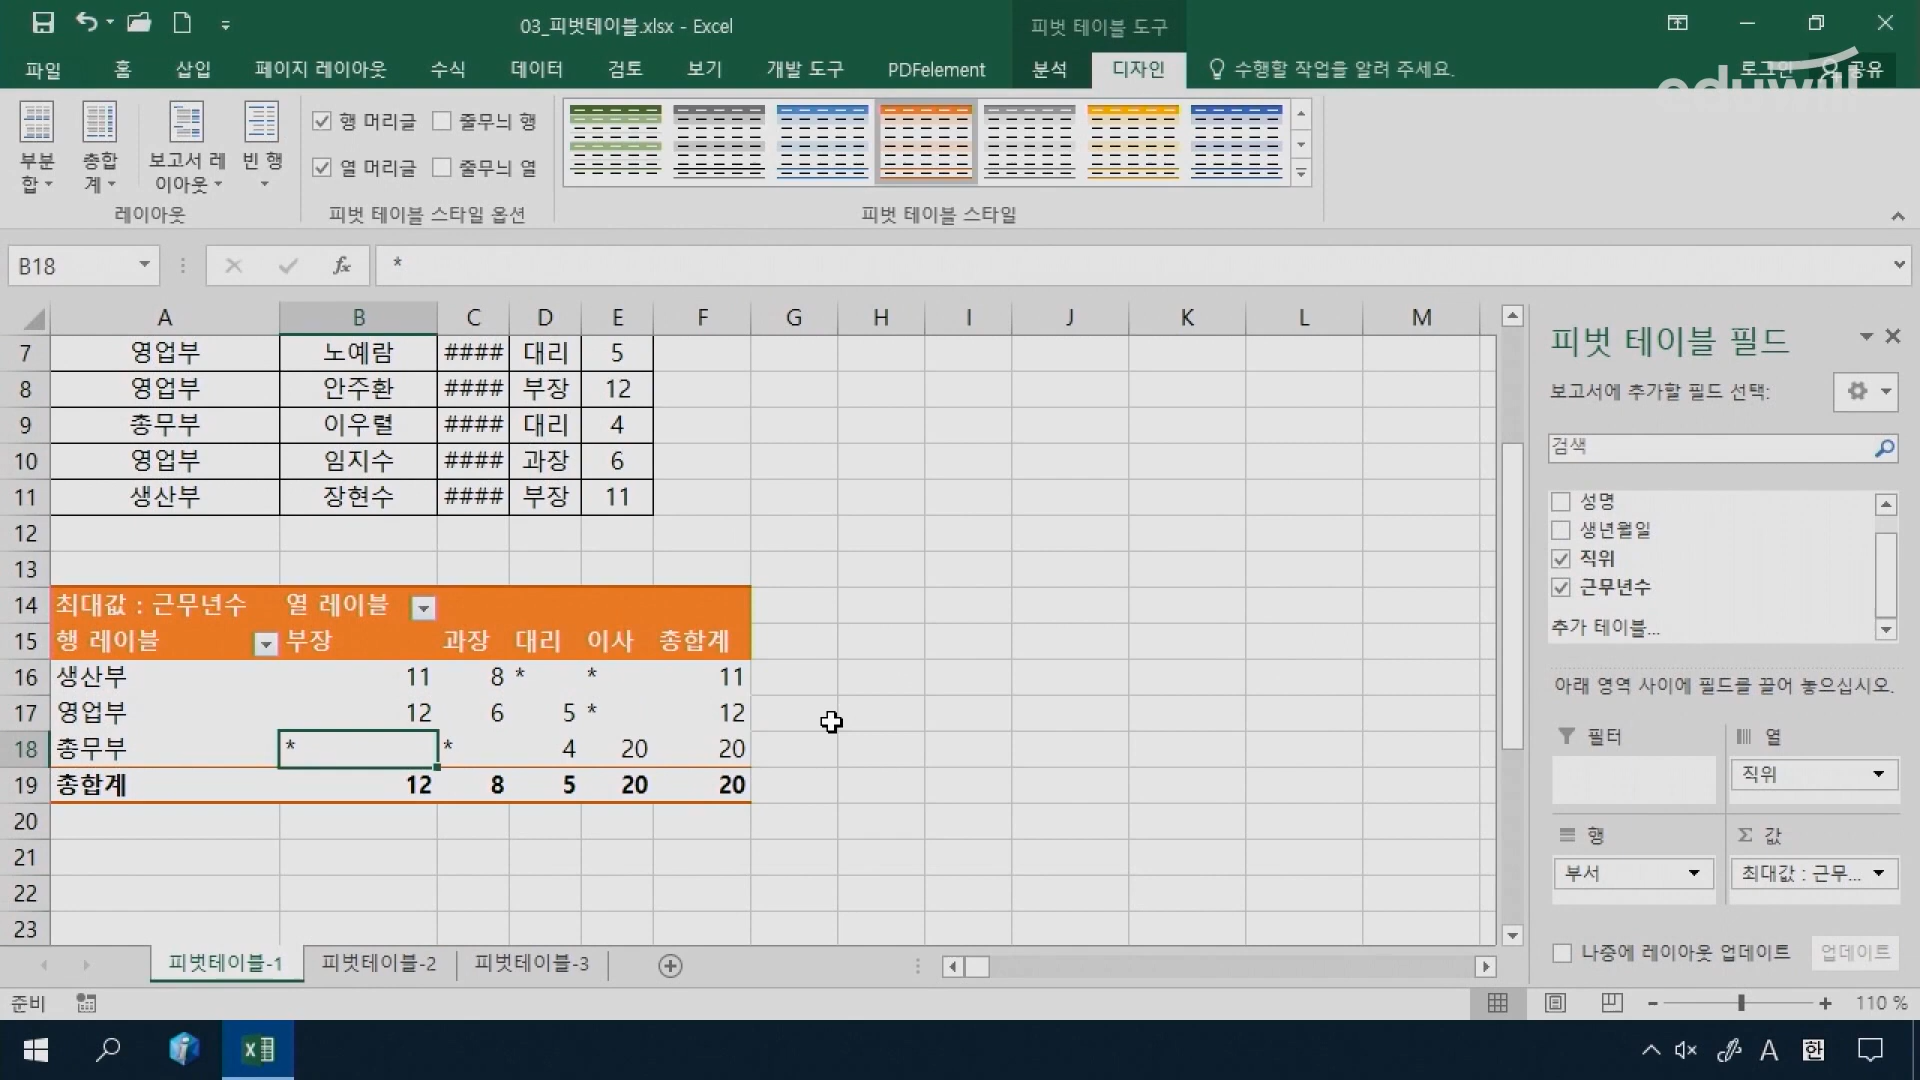 03_피벗테이블.xlsx - Excel
피벗 테이블 도구
파일 홈 삽입 페이지 레이아웃 수식 데이터 검토 보기 개발 도구 PDFelement 분석 디자인 수행할 작업을 알려 주세요. 로그인 공유
eduwill
부분합 총합계 보고서 레이아웃 빈 행
행 머리글 줄무늬 행
열 머리글 줄무늬 열
레이아웃 피벗 테이블 스타일 옵션 피벗 테이블 스타일
B18 fx *
A B C D E F G H I J K L M
7 영업부 노예람 #### 대리 5
8 영업부 안주환 #### 부장 12
9 총무부 이우렬 #### 대리 4
10 영업부 임지수 #### 과장 6
11 생산부 장현수 #### 부장 11
12
13
14 최대값 : 근무년수 열 레이블
15 행 레이블 부장 과장 대리 이사 총합계
16 생산부 11 8 * * 11
17 영업부 12 6 5 * 12
18 총무부 * * 4 20 20
19 총합계 12 8 5 20 20
20
21
22
23
피벗 테이블 필드
보고서에 추가할 필드 선택:
검색
성명
생년월일
직위
근무년수
추가 테이블...
아래 영역 사이에 필드를 끌어 놓으십시오.
필터 열
직위
행 Σ 값
부서 최대값 : 근무...
나중에 레이아웃 업데이트 업데이트
피벗테이블-1 피벗테이블-2 피벗테이블-3
준비 110 %
A 한